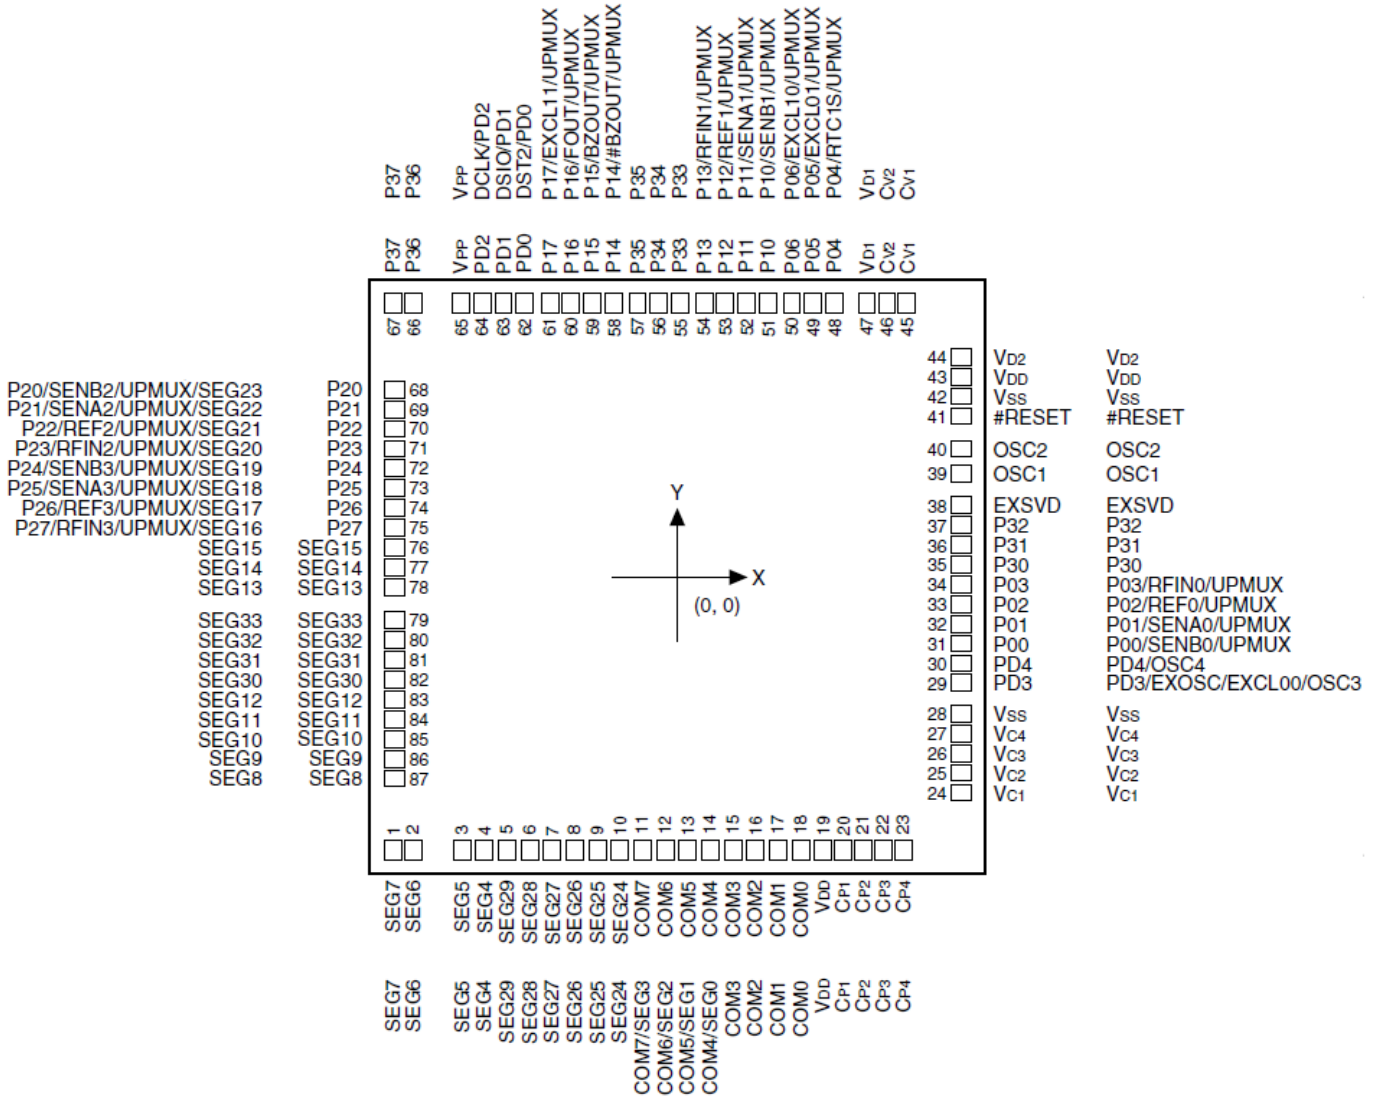 P37 P36 VPP DCLK/PD2 DSIO/PD1 DST2/PD0 P17/EXCL11/UPMUX P16/FOUT/UPMUX P15/BZOUT/UPMUX P14/#BZOUT/UPMUX P35 P34 P33 P13/RFIN1/UPMUX P12/REF1/UPMUX P11/SENA1/UPMUX P10/SENB1/UPMUX P06/EXCL10/UPMUX P05/EXCL01/UPMUX P04/RTC1S/UPMUX VD1 CV2 CV1
P37 P36 VPP PD2 PD1 PD0 P17 P16 P15 P14 P35 P34 P33 P13 P12 P11 P10 P06 P05 P04 VD1 CV2 CV1
67 66 65 64 63 62 61 60 59 58 57 56 55 54 53 52 51 50 49 48 47 46 45
P20/SENB2/UPMUX/SEG23 P20 68
P21/SENA2/UPMUX/SEG22 P21 69
P22/REF2/UPMUX/SEG21 P22 70
P23/RFIN2/UPMUX/SEG20 P23 71
P24/SENB3/UPMUX/SEG19 P24 72
P25/SENA3/UPMUX/SEG18 P25 73
P26/REF3/UPMUX/SEG17 P26 74
P27/RFIN3/UPMUX/SEG16 P27 75
SEG15 SEG15 76
SEG14 SEG14 77
SEG13 SEG13 78
SEG33 SEG33 79
SEG32 SEG32 80
SEG31 SEG31 81
SEG30 SEG30 82
SEG12 SEG12 83
SEG11 SEG11 84
SEG10 SEG10 85
SEG9 SEG9 86
SEG8 SEG8 87
Y
X
(0, 0)
44 VD2 VD2
43 VDD VDD
42 VSS VSS
41 #RESET #RESET
40 OSC2 OSC2
39 OSC1 OSC1
38 EXSVD EXSVD
37 P32 P32
36 P31 P31
35 P30 P30
34 P03 P03/RFIN0/UPMUX
33 P02 P02/REF0/UPMUX
32 P01 P01/SENA0/UPMUX
31 P00 P00/SENB0/UPMUX
30 PD4 PD4/OSC4
29 PD3 PD3/EXOSC/EXCL00/OSC3
28 VSS VSS
27 VC4 VC4
26 VC3 VC3
25 VC2 VC2
24 VC1 VC1
1 2 3 4 5 6 7 8 9 10 11 12 13 14 15 16 17 18 19 20 21 22 23
SEG7 SEG6 SEG5 SEG4 SEG29 SEG28 SEG27 SEG26 SEG25 SEG24 COM7 COM6 COM5 COM4 COM3 COM2 COM1 COM0 VDD CP1 CP2 CP3 CP4
SEG7 SEG6 SEG5 SEG4 SEG29 SEG28 SEG27 SEG26 SEG25 SEG24 COM7/SEG3 COM6/SEG2 COM5/SEG1 COM4/SEG0 COM3 COM2 COM1 COM0 VDD CP1 CP2 CP3 CP4